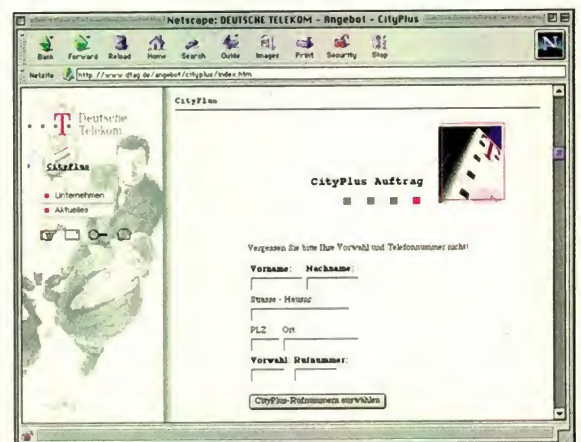 Netscape: DEUTSCHE TELEKOM - Angebot - CityPlus
Back Forward Reload Home Search Guide Images Print Security Stop
N
Netsite http://www.dtag.de/angebot/cityplus/index.htm
Deutsche
Telekom
CityPlus
Unternehmen
Aktuelles
CityPlus
CityPlus Auftrag
Vergessen Sie bitte Ihre Vorwahl und Telefonnummer nicht!
Vorname: Nachname:
Strasse - Hausnr
PLZ Ort
Vorwahl: Rufnummer:
CityPlus-Rufnummern auswählen